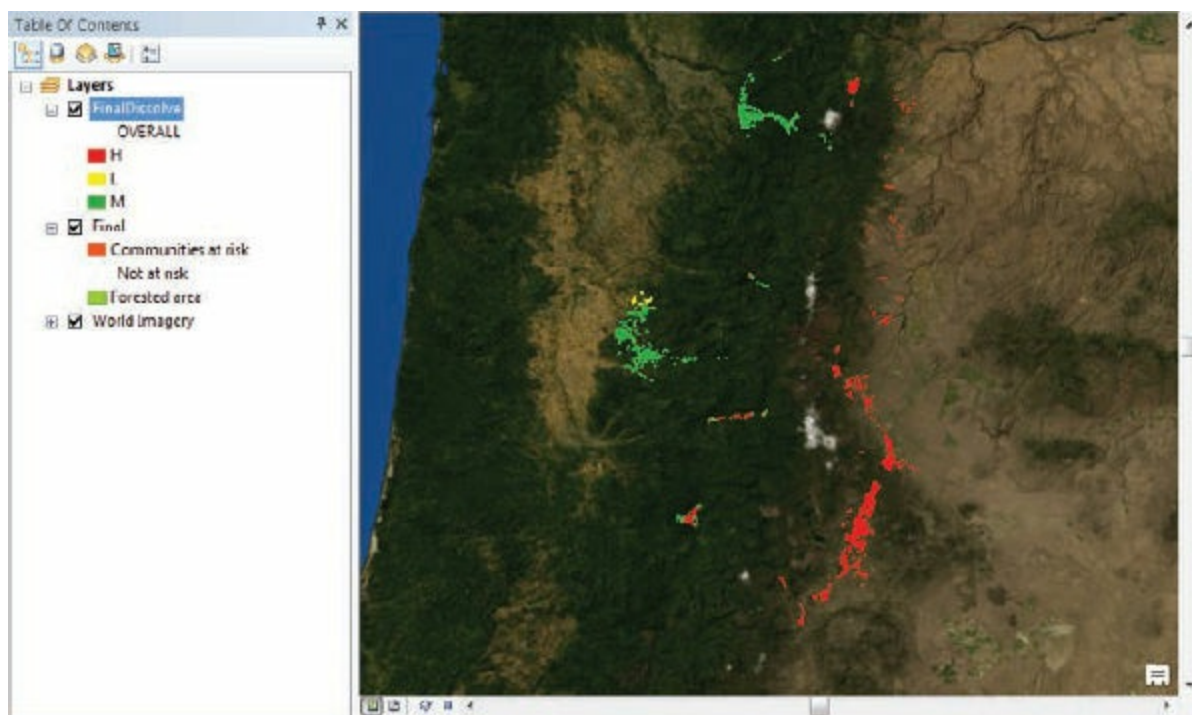 Table Of Contents
Layers
FinalDissolve
OVERALL
H
L
M
Final
Communities at risk
Not at risk
Forested area
World Imagery